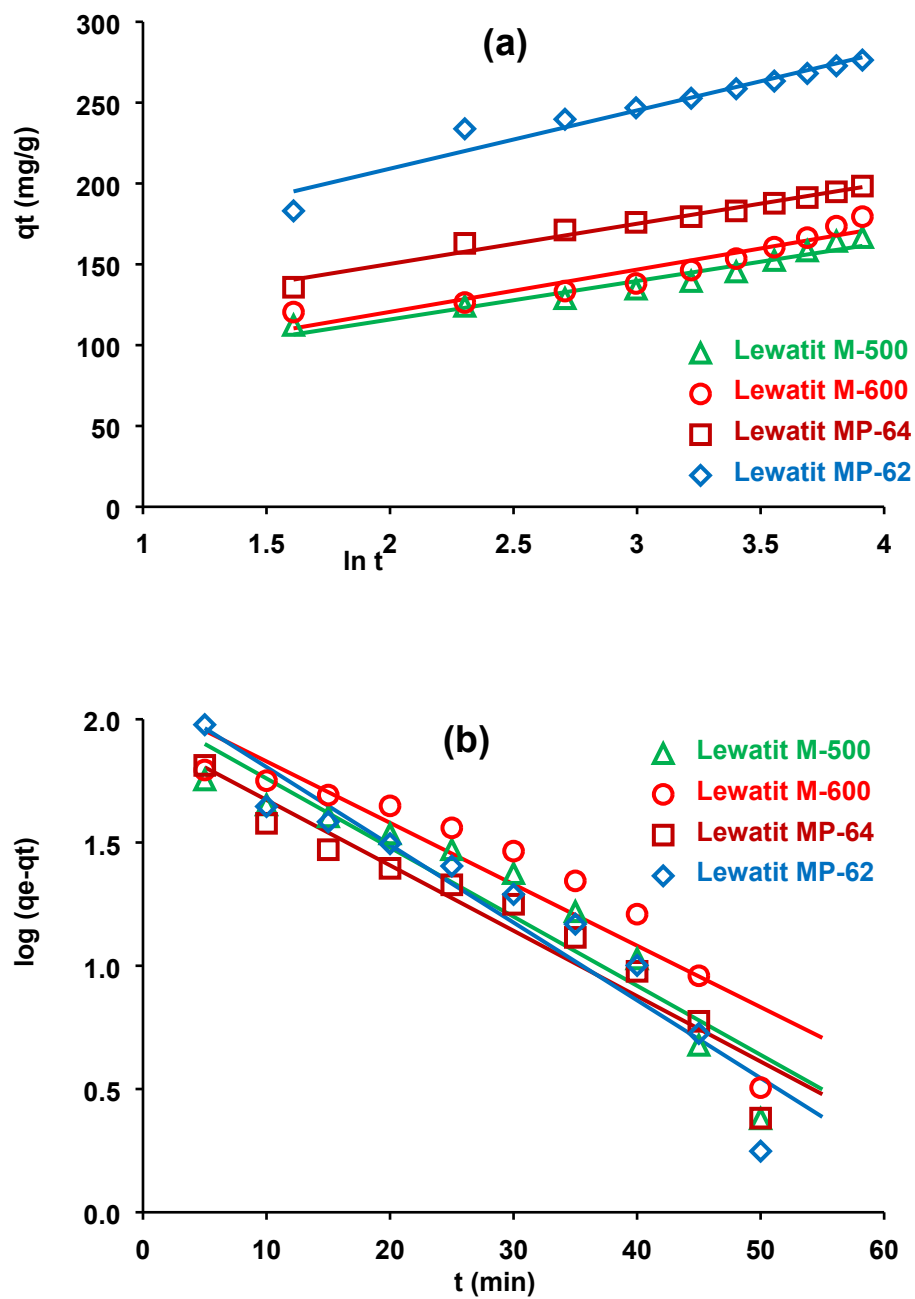 (a)
300
250
200
150
100
50
0
qt (mg/g)
Lewatit M-500
Lewatit M-600
Lewatit MP-64
Lewatit MP-62
1 1.5 2 2.5 3 3.5 4
ln t
(b)
2.0
1.5
1.0
0.5
0.0
log (qe-qt)
Lewatit M-500
Lewatit M-600
Lewatit MP-64
Lewatit MP-62
0 10 20 30 40 50 60
t (min)